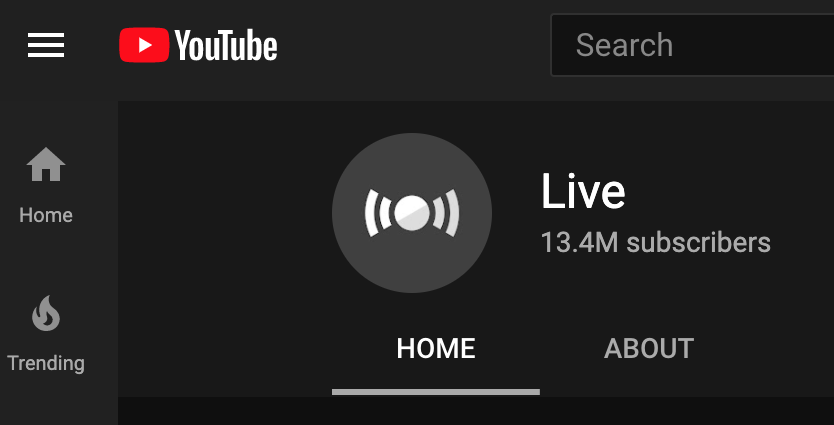 YouTube
Search
Home
Live
13.4M subscribers
Trending
HOME
ABOUT